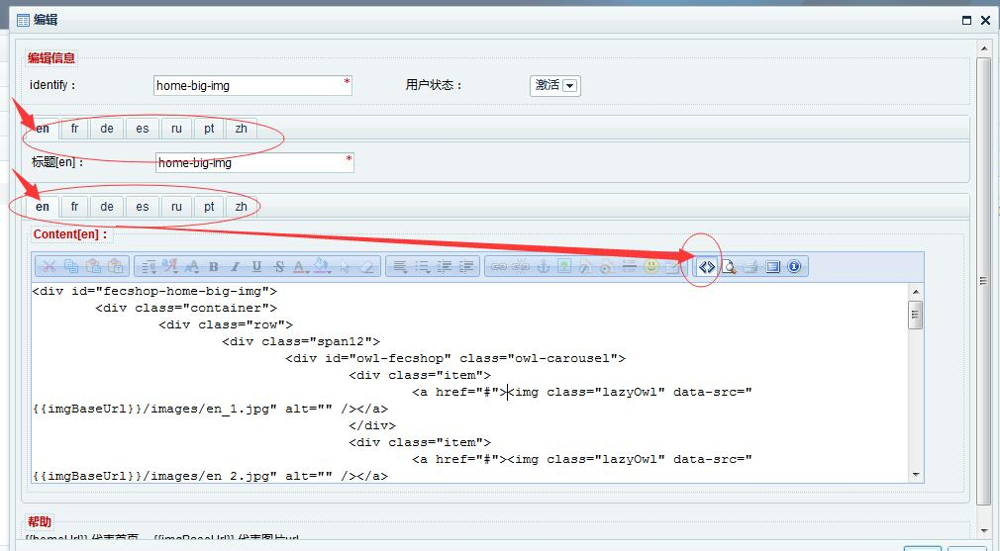 编辑
编辑信息
identify： home-big-img * 用户状态： 激活
en fr de es ru pt zh
标题[en]： home-big-img *
en fr de es ru pt zh
Content[en]：
<div id="fecshop-home-big-img">
<div class="container">
<div class="row">
<div class="span12">
<div id="owl-fecshop" class="owl-carousel">
<div class="item">
<a href="#"><img class="lazyOwl" data-src="
{{imgBaseUrl}}/images/en_1.jpg" alt="" /></a>
</div>
<div class="item">
<a href="#"><img class="lazyOwl" data-src="
{{imgBaseUrl}}/images/en_2.jpg" alt="" /></a>
帮助
{{homeUrl}} 代表首页 {{imgBaseUrl}} 代表图片url